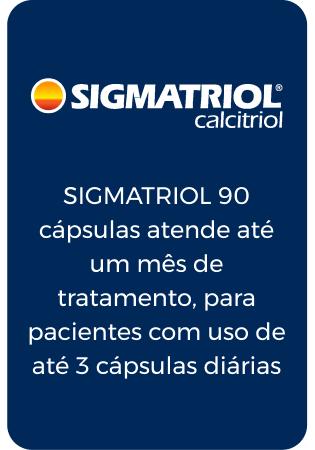 SIGMATRIOL®
calcitriol
SIGMATRIOL 90
cápsulas atende até
um mês de
tratamento, para
pacientes com uso de
até 3 cápsulas diárias